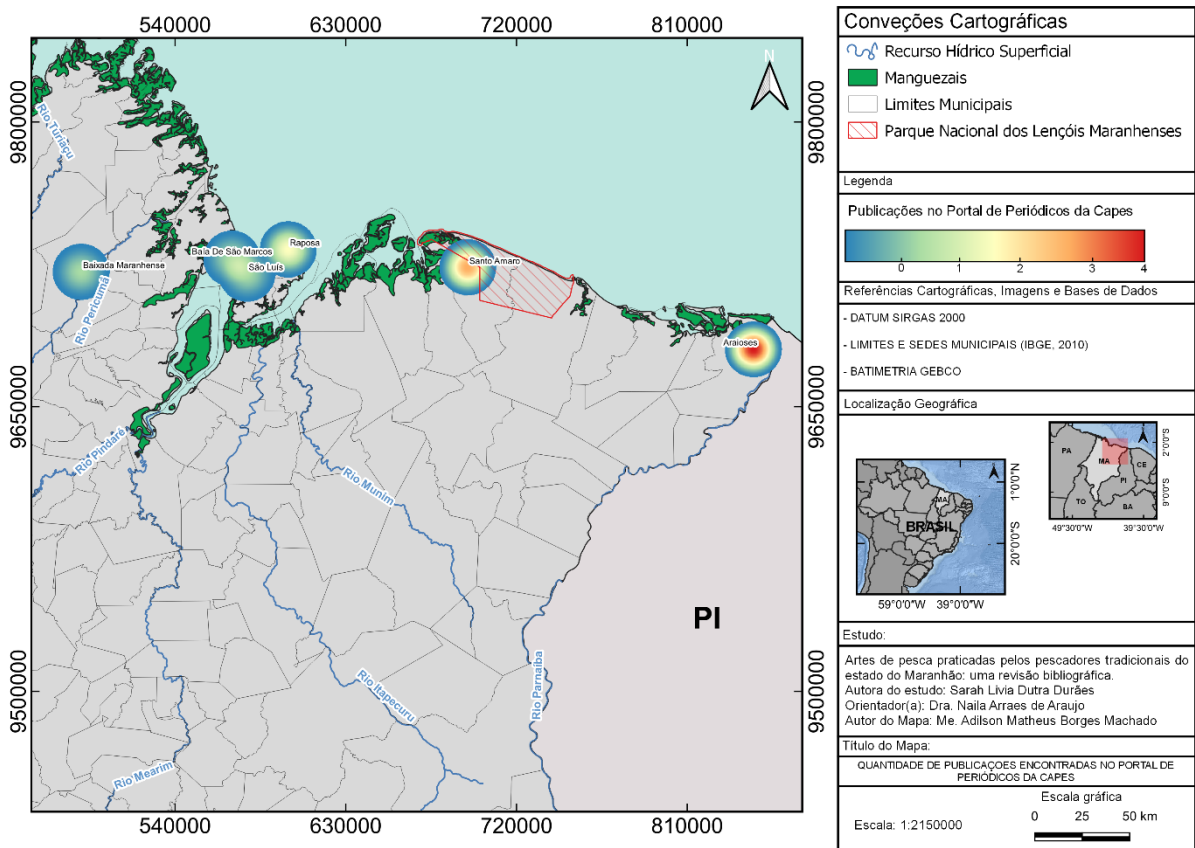 540000 630000 720000 810000
N
9800000 9800000
9650000 9650000
9500000 9500000
Rio Turiaçu
Baixada Maranhense
Baía De São Marcos
São Luís
Raposa
Santo Amaro
Araioses
Rio Pericumã
Rio Pindaré
Rio Munim
Rio Itapecuru
Rio Parnaíba
Rio Mearim
PI
540000 630000 720000 810000
Conveções Cartográficas
Recurso Hídrico Superficial
Manguezais
Limites Municipais
Parque Nacional dos Lençóis Maranhenses
Legenda
Publicações no Portal de Periódicos da Capes
0 1 2 3 4
Referências Cartográficas, Imagens e Bases de Dados
- DATUM SIRGAS 2000
- LIMITES E SEDES MUNICIPAIS (IBGE, 2010)
- BATIMETRIA GEBCO
Localização Geográfica
MA
BRASIL
1°0'0"N
20°0'0"S
59°0'0"W 39°0'0"W
PA
MA
CE
PI
TO
BA
2°0'0"S
9°0'0"S
49°30'0"W 39°30'0"W
Estudo:
Artes de pesca praticadas pelos pescadores tradicionais do
estado do Maranhão: uma revisão bibliográfica.
Autora do estudo: Sarah Livia Dutra Durães
Orientador(a): Dra. Naila Arraes de Araujo
Autor do Mapa: Me. Adilson Matheus Borges Machado
Título do Mapa:
QUANTIDADE DE PUBLICAÇOES ENCONTRADAS NO PORTAL DE
PERIÓDICOS DA CAPES
Escala: 1:2150000
Escala gráfica
0 25 50 km